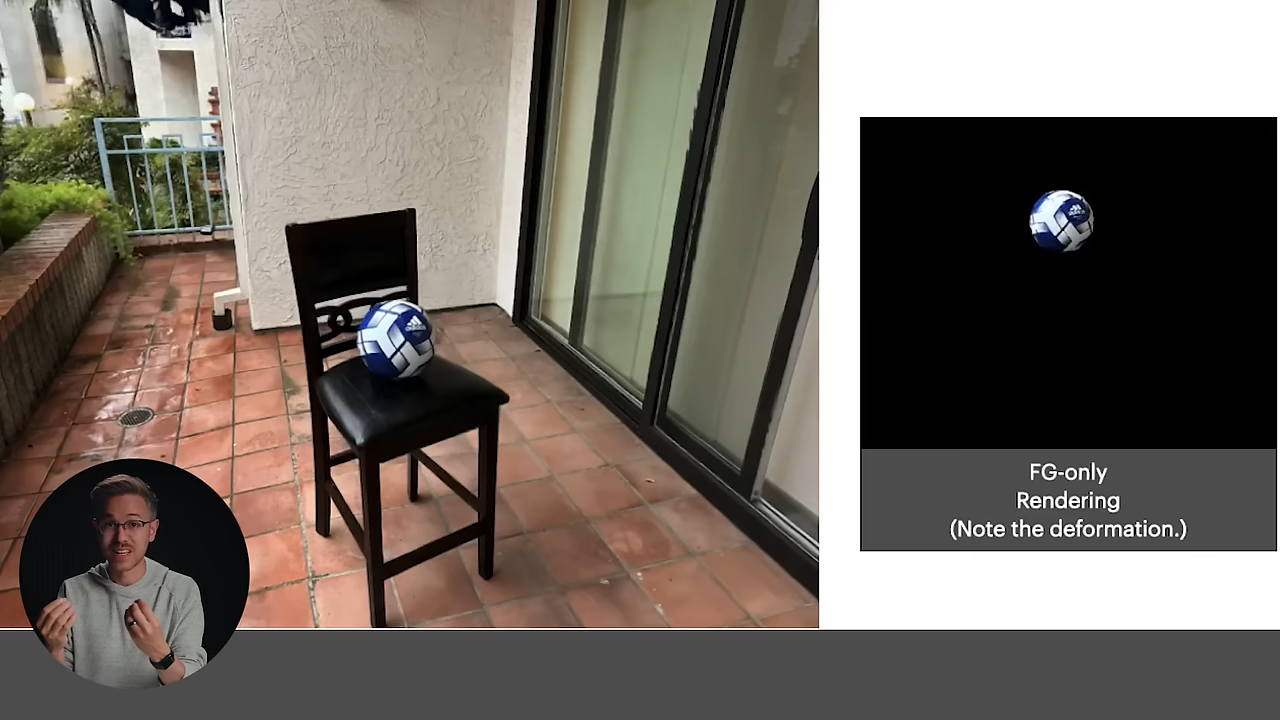 FG-only
Rendering
(Note the deformation.)